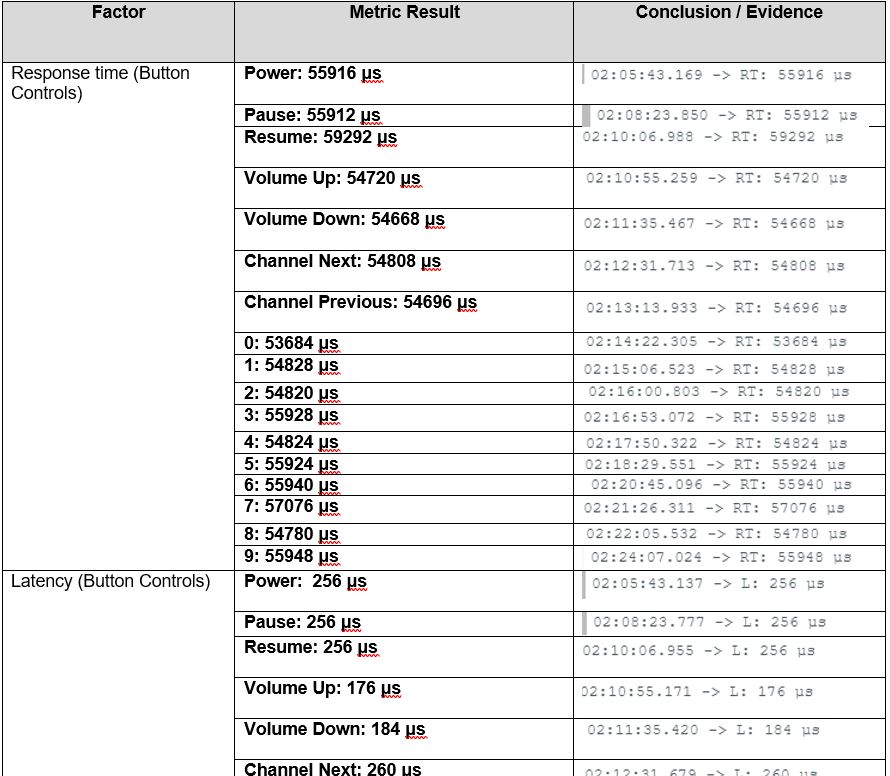 Factor Metric Result Conclusion / Evidence
Response time (Button Controls) Power: 55916 µs 02:05:43.169 -> RT: 55916 µs
Pause: 55912 µs 02:08:23.850 -> RT: 55912 µs
Resume: 59292 µs 02:10:06.988 -> RT: 59292 µs
Volume Up: 54720 µs 02:10:55.259 -> RT: 54720 µs
Volume Down: 54668 µs 02:11:35.467 -> RT: 54668 µs
Channel Next: 54808 µs 02:12:31.713 -> RT: 54808 µs
Channel Previous: 54696 µs 02:13:13.933 -> RT: 54696 µs
0: 53684 µs 02:14:22.305 -> RT: 53684 µs
1: 54828 µs 02:15:06.523 -> RT: 54828 µs
2: 54820 µs 02:16:00.803 -> RT: 54820 µs
3: 55928 µs 02:16:53.072 -> RT: 55928 µs
4: 54824 µs 02:17:50.322 -> RT: 54824 µs
5: 55924 µs 02:18:29.551 -> RT: 55924 µs
6: 55940 µs 02:20:45.096 -> RT: 55940 µs
7: 57076 µs 02:21:26.311 -> RT: 57076 µs
8: 54780 µs 02:22:05.532 -> RT: 54780 µs
9: 55948 µs 02:24:07.024 -> RT: 55948 µs
Latency (Button Controls) Power: 256 µs 02:05:43.137 -> L: 256 µs
Pause: 256 µs 02:08:23.777 -> L: 256 µs
Resume: 256 µs 02:10:06.955 -> L: 256 µs
Volume Up: 176 µs 02:10:55.171 -> L: 176 µs
Volume Down: 184 µs 02:11:35.420 -> L: 184 µs
Channel Next: 260 µs 02:12:31.679 -> L: 260 µs